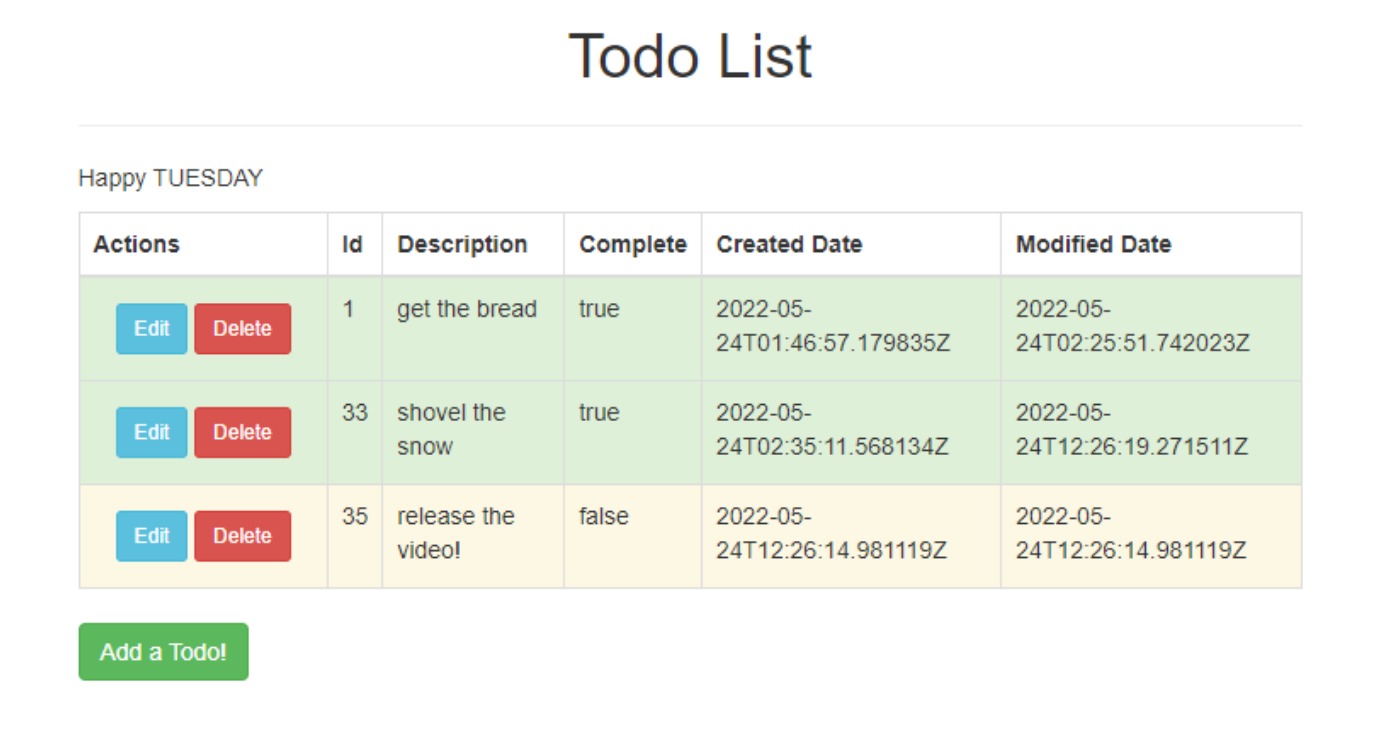 Todo List
Happy TUESDAY
Actions Id Description Complete Created Date Modified Date
Edit Delete 1 get the bread true 2022-05- 2022-05-
24T01:46:57.179835Z 24T02:25:51.742023Z
Edit Delete 33 shovel the true 2022-05- 2022-05-
snow 24T02:35:11.568134Z 24T12:26:19.271511Z
Edit Delete 35 release the false 2022-05- 2022-05-
video! 24T12:26:14.981119Z 24T12:26:14.981119Z
Add a Todo!